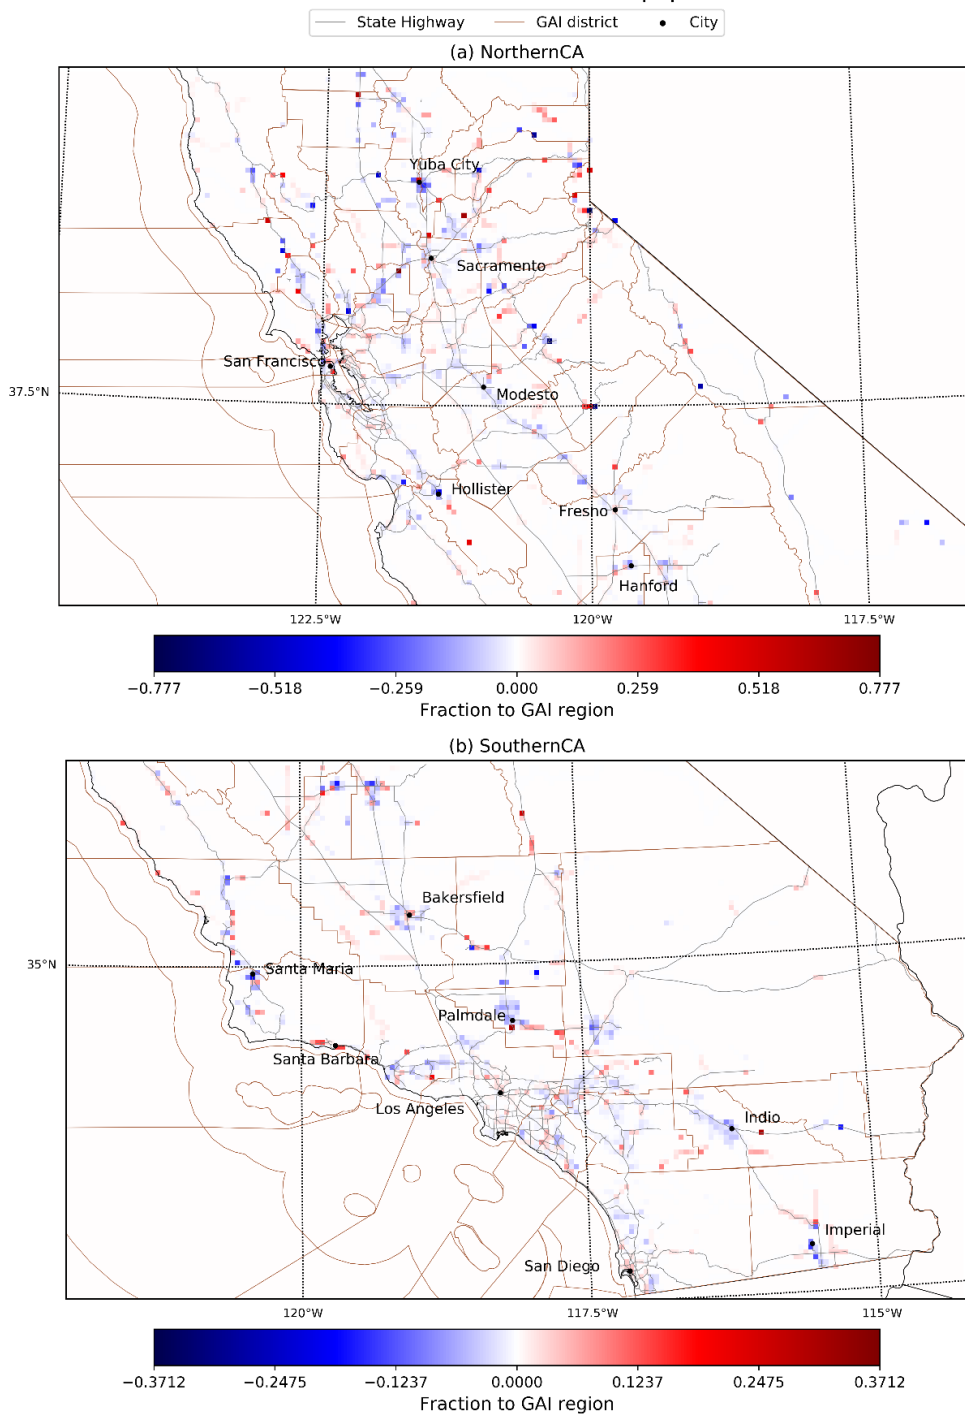 State Highway GAI district City
(a) NorthernCA
Yuba City
Sacramento
San Francisco
37.5°N
Modesto
Hollister
Fresno
Hanford
122.5°W 120°W 117.5°W
−0.777 −0.518 −0.259 0.000 0.259 0.518 0.777
Fraction to GAI region
(b) SouthernCA
Bakersfield
35°N
Santa Maria
Palmdale
Santa Barbara
Los Angeles
Indio
Imperial
San Diego
120°W 117.5°W 115°W
−0.3712 −0.2475 −0.1237 0.0000 0.1237 0.2475 0.3712
Fraction to GAI region